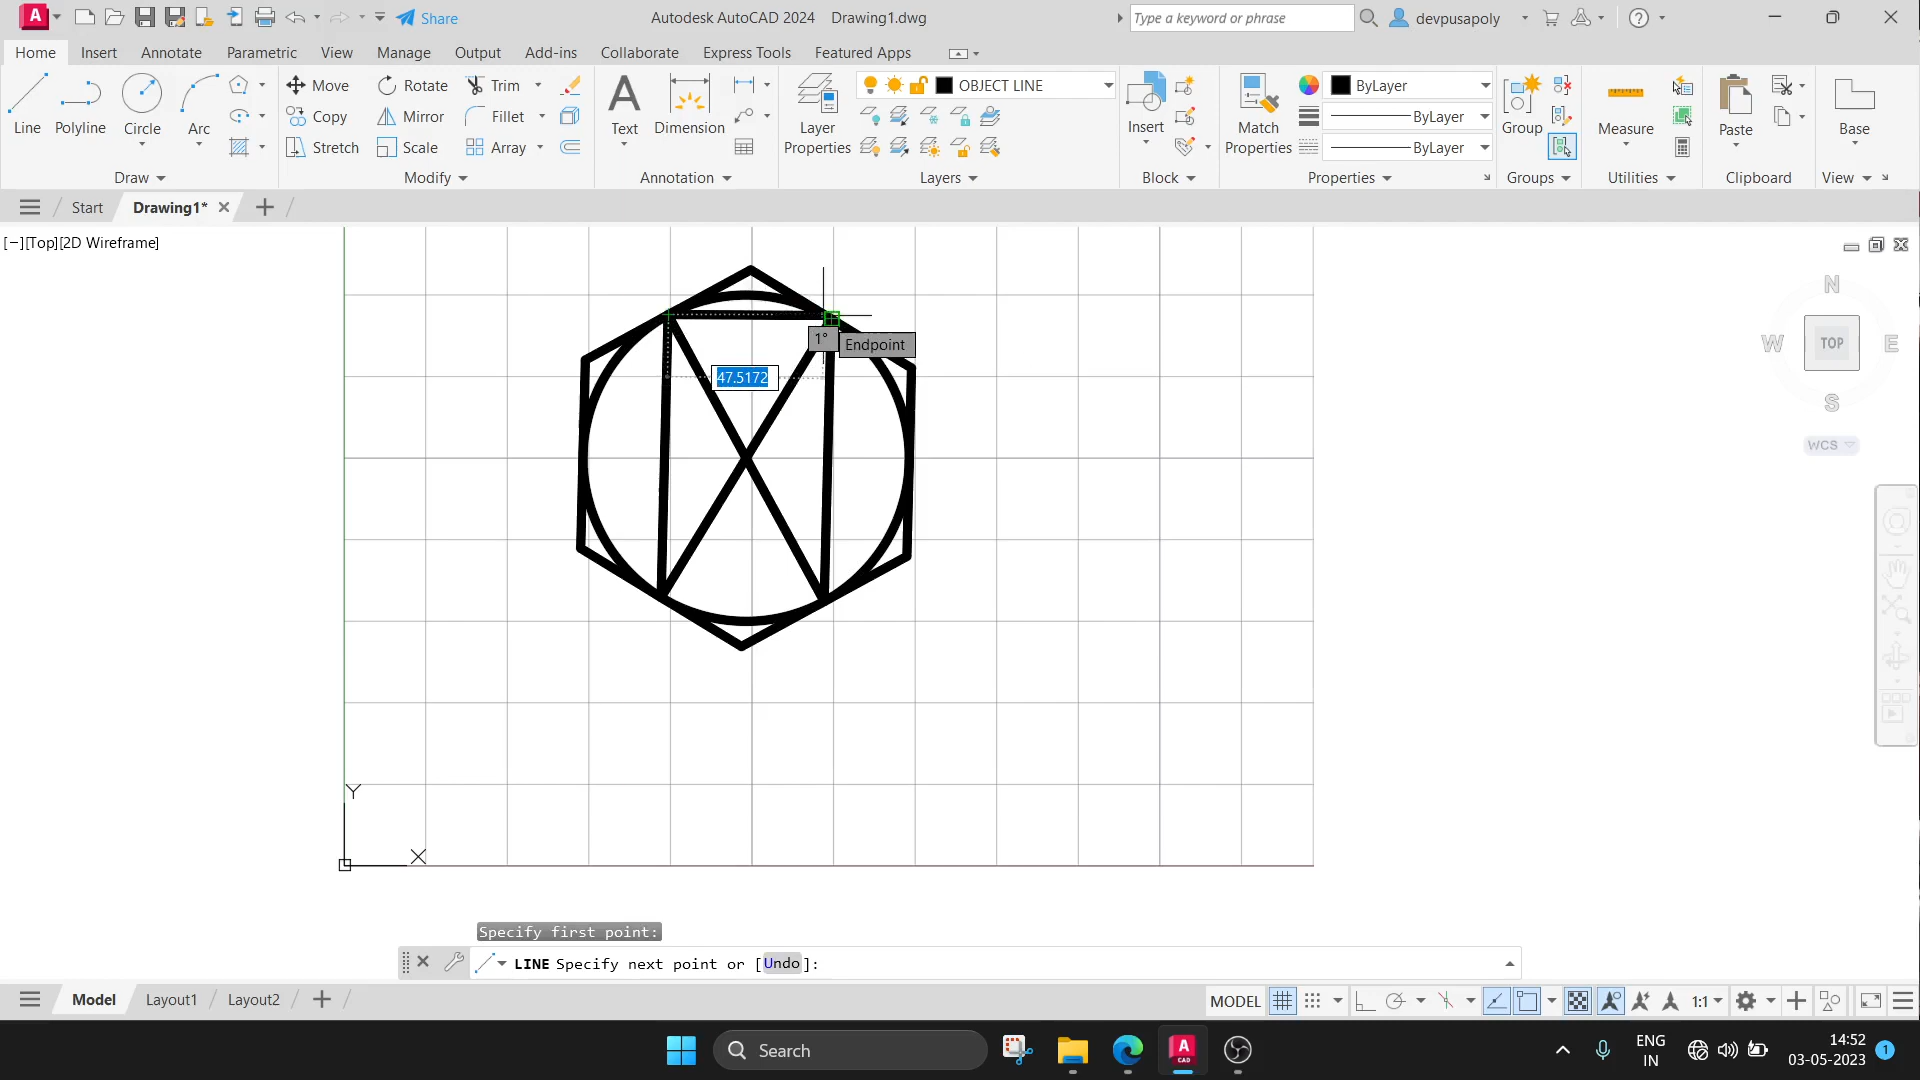 A CAD Share Autodesk AutoCAD 2024 Drawing1.dwg Type a keyword or phrase devpusapoly
Home Insert Annotate Parametric View Manage Output Add-ins Collaborate Express Tools Featured Apps
Line Polyline Circle Arc
Move Rotate Trim
Copy Mirror Fillet
Stretch Scale Array
Text Dimension
Layer Properties
OBJECT LINE
Insert
Match Properties
ByLayer
ByLayer
ByLayer
Group
Measure
Paste
Base
Draw Modify Annotation Layers Block Properties Groups Utilities Clipboard View
Start Drawing1*
[−][Top][2D Wireframe]
N
W TOP E
S
WCS
1° Endpoint
47.5172
Y
X
Specify first point:
LINE Specify next point or [Undo]:
Model Layout1 Layout2
MODEL 1:1
Search
A CAD
ENG
IN
14:52
03-05-2023
1